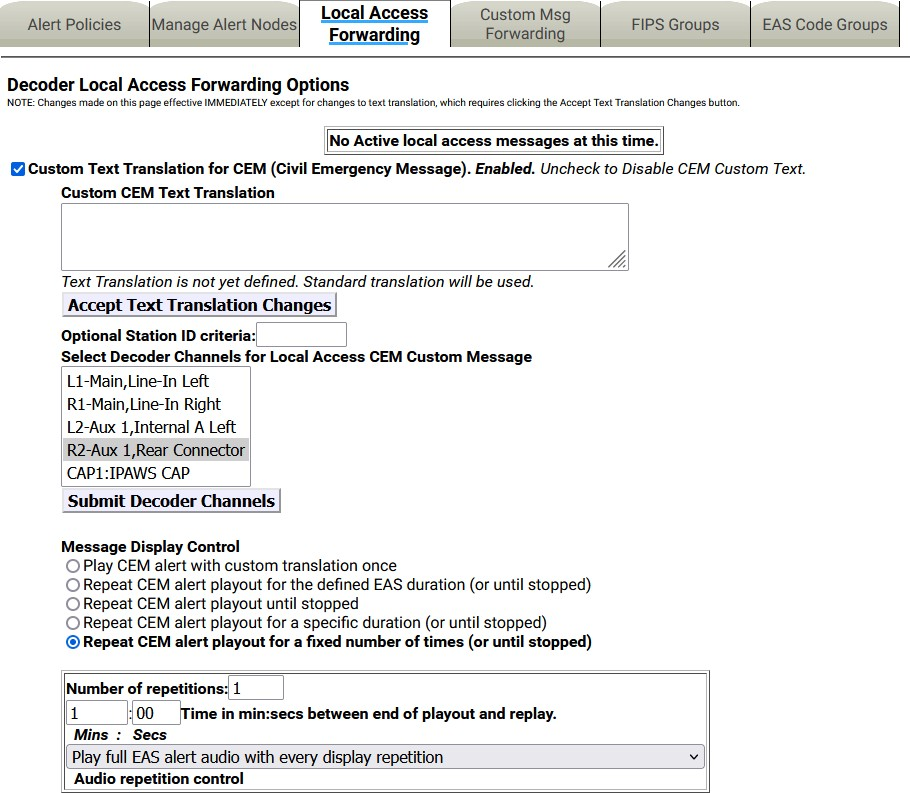 Alert Policies
Manage Alert Nodes
Local Access
Forwarding
Custom Msg
Forwarding
FIPS Groups
EAS Code Groups
Decoder Local Access Forwarding Options
NOTE: Changes made on this page effective IMMEDIATELY except for changes to text translation, which requires clicking the Accept Text Translation Changes button.
No Active local access messages at this time.
Custom Text Translation for CEM (Civil Emergency Message). Enabled. Uncheck to Disable CEM Custom Text.
Custom CEM Text Translation
Text Translation is not yet defined. Standard translation will be used.
Accept Text Translation Changes
Optional Station ID criteria:
Select Decoder Channels for Local Access CEM Custom Message
L1-Main,Line-In Left
R1-Main,Line-In Right
L2-Aux 1,Internal A Left
R2-Aux 1,Rear Connector
CAP1:IPAWS CAP
Submit Decoder Channels
Message Display Control
Play CEM alert with custom translation once
Repeat CEM alert playout for the defined EAS duration (or until stopped)
Repeat CEM alert playout until stopped
Repeat CEM alert playout for a specific duration (or until stopped)
Repeat CEM alert playout for a fixed number of times (or until stopped)
Number of repetitions: 1
1 : 00 Time in min:secs between end of playout and replay.
Mins : Secs
Play full EAS alert audio with every display repetition
Audio repetition control